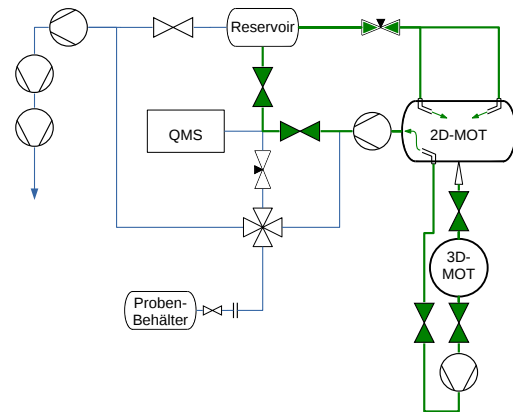 Reservoir
QMS
2D-MOT
3D-
MOT
Proben-
Behälter